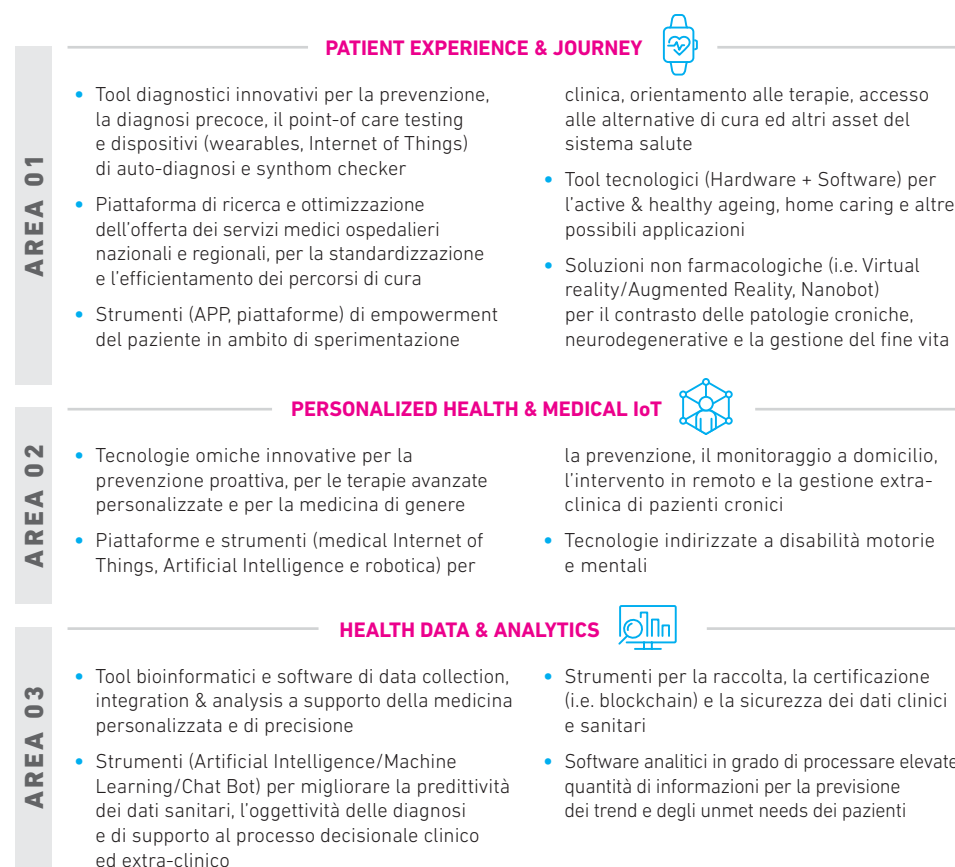 AREA 01
PATIENT EXPERIENCE & JOURNEY
• Tool diagnostici innovativi per la prevenzione,
la diagnosi precoce, il point-of care testing
e dispositivi (wearables, Internet of Things)
di auto-diagnosi e synthom checker
• Piattaforma di ricerca e ottimizzazione
dell'offerta dei servizi medici ospedalieri
nazionali e regionali, per la standardizzazione
e l'efficientamento dei percorsi di cura
• Strumenti (APP, piattaforme) di empowerment
del paziente in ambito di sperimentazione
clinica, orientamento alle terapie, accesso
alle alternative di cura ed altri asset del
sistema salute
• Tool tecnologici (Hardware + Software) per
l'active & healthy ageing, home caring e altre
possibili applicazioni
• Soluzioni non farmacologiche (i.e. Virtual
reality/Augmented Reality, Nanobot)
per il contrasto delle patologie croniche,
neurodegenerative e la gestione del fine vita
AREA 02
PERSONALIZED HEALTH & MEDICAL IoT
• Tecnologie omiche innovative per la
prevenzione proattiva, per le terapie avanzate
personalizzate e per la medicina di genere
• Piattaforme e strumenti (medical Internet of
Things, Artificial Intelligence e robotica) per
la prevenzione, il monitoraggio a domicilio,
l'intervento in remoto e la gestione extra-
clinica di pazienti cronici
• Tecnologie indirizzate a disabilità motorie
e mentali
AREA 03
HEALTH DATA & ANALYTICS
• Tool bioinformatici e software di data collection,
integration & analysis a supporto della medicina
personalizzata e di precisione
• Strumenti (Artificial Intelligence/Machine
Learning/Chat Bot) per migliorare la predittività
dei dati sanitari, l'oggettività delle diagnosi
e di supporto al processo decisionale clinico
ed extra-clinico
• Strumenti per la raccolta, la certificazione
(i.e. blockchain) e la sicurezza dei dati clinici
e sanitari
• Software analitici in grado di processare elevate
quantità di informazioni per la previsione
dei trend e degli unmet needs dei pazienti